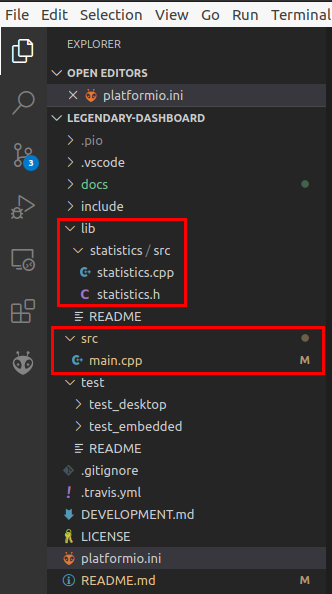 File Edit Selection View Go Run Terminal
EXPLORER
OPEN EDITORS
platformio.ini
LEGENDARY-DASHBOARD
.pio
.vscode
docs
include
lib
statistics / src
statistics.cpp
C statistics.h
README
src
main.cpp M
test
test_desktop
test_embedded
README
.gitignore
! .travis.yml
DEVELOPMENT.md
LICENSE
platformio.ini
README.md M
3